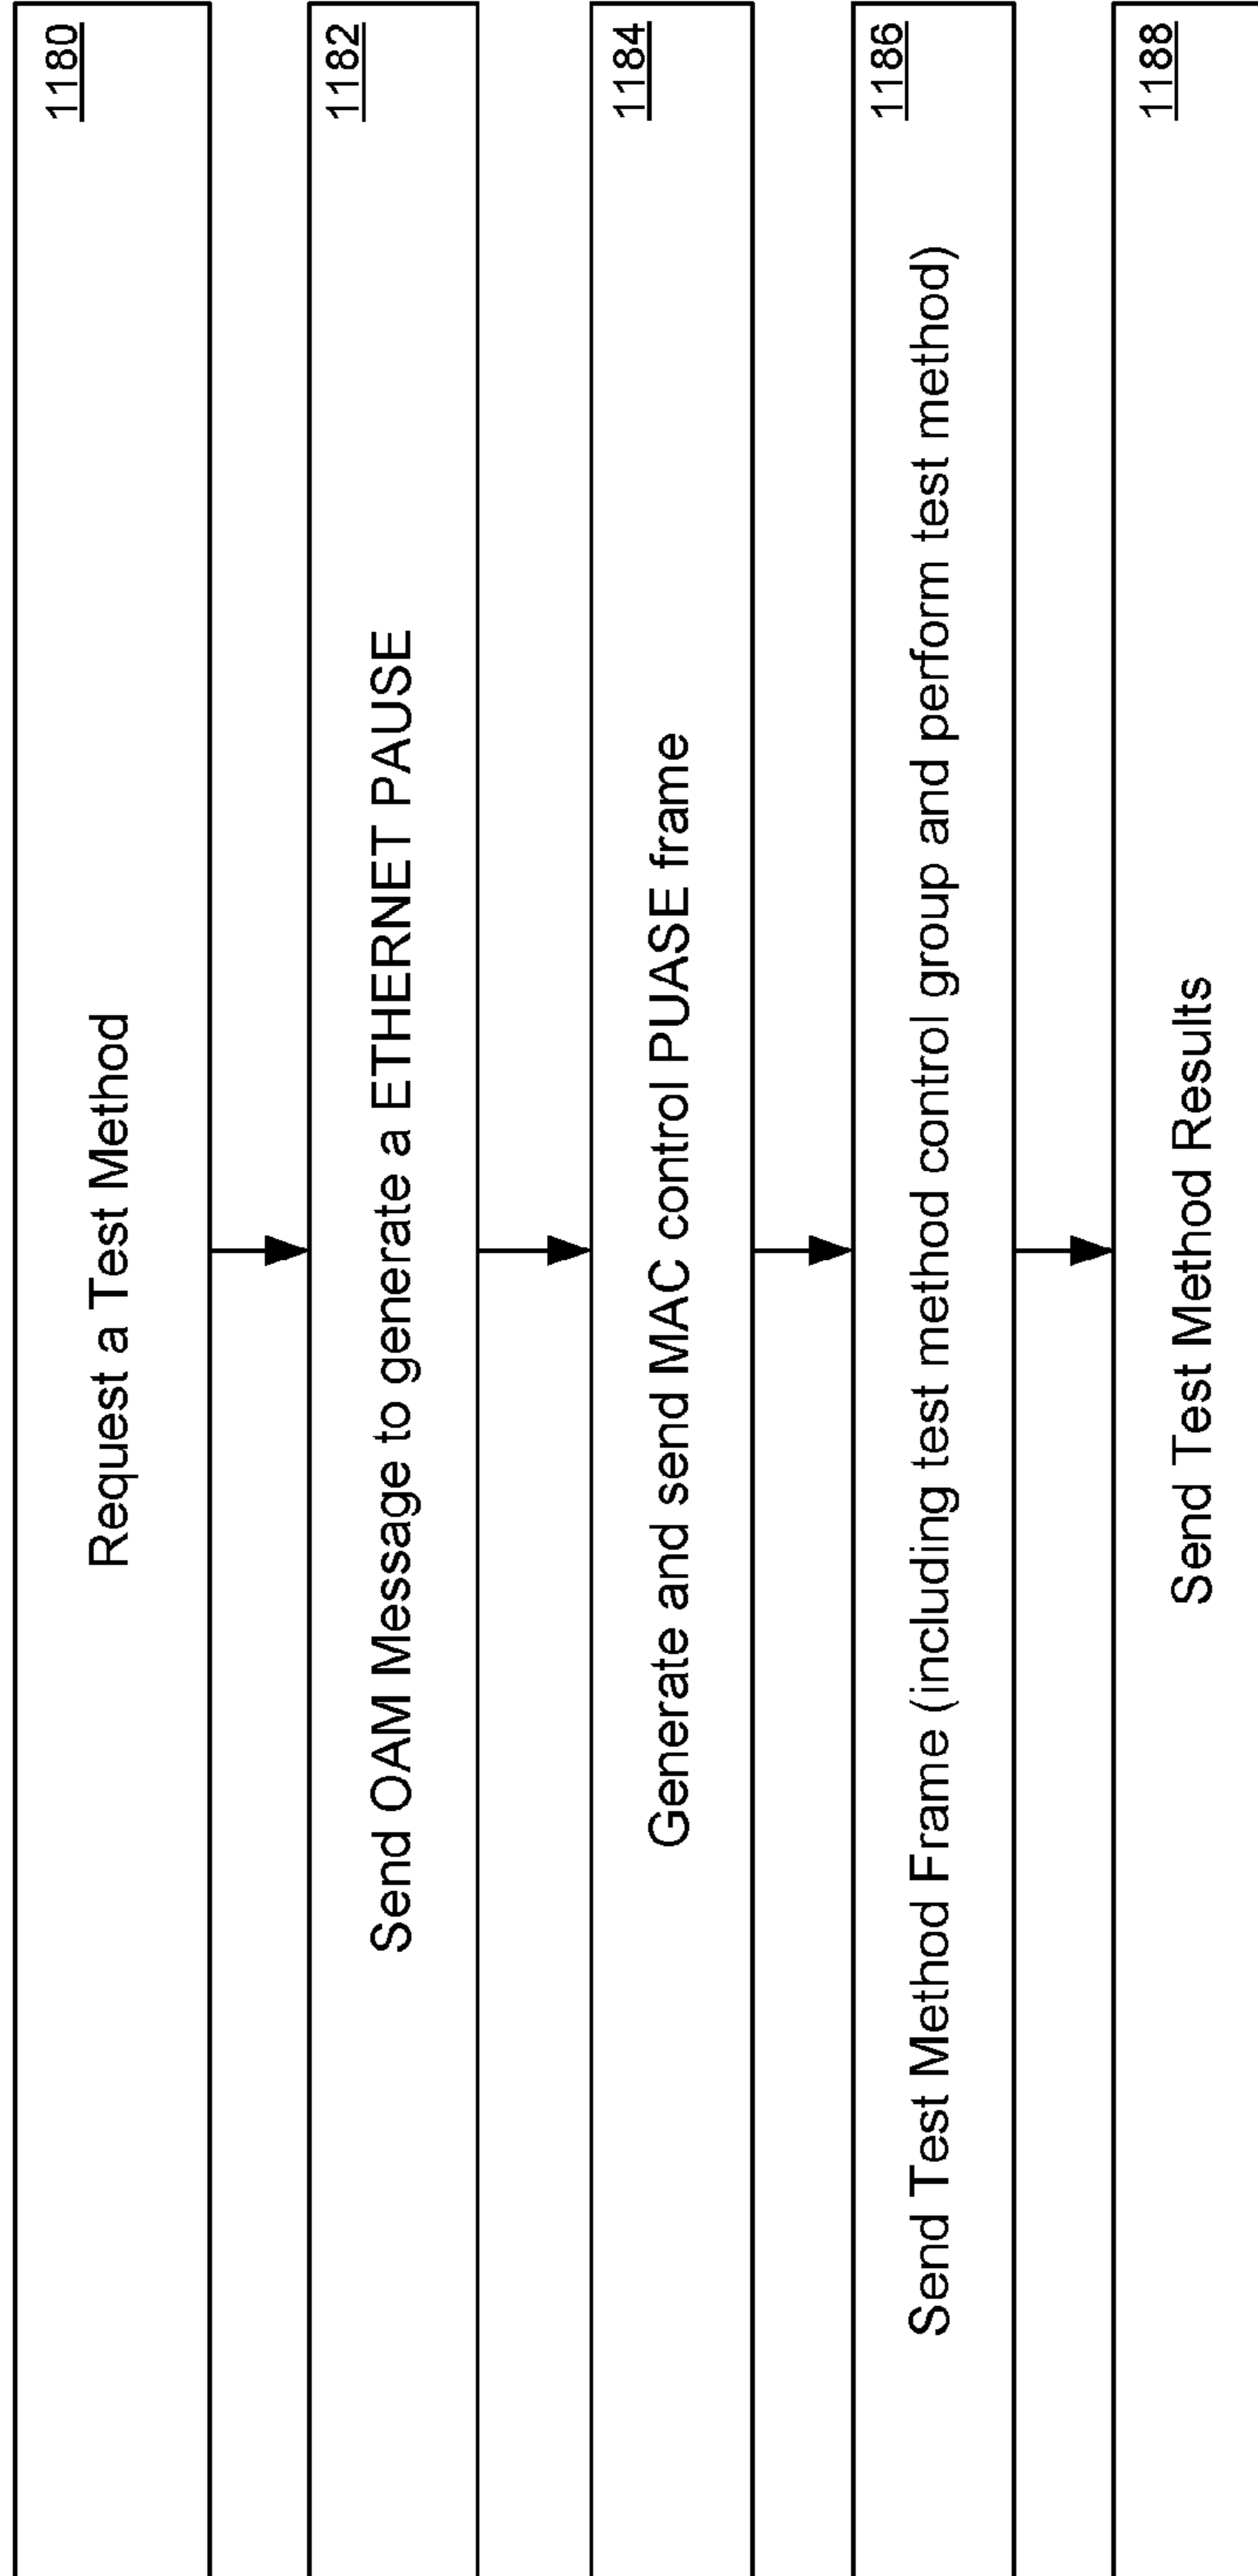 1180
Request a Test Method
1182
Send OAM Message to generate a ETHERNET PAUSE
1184
Generate and send MAC control PUASE frame
1186
Send Test Method Frame (including test method control group and perform test method)
1188
Send Test Method Results